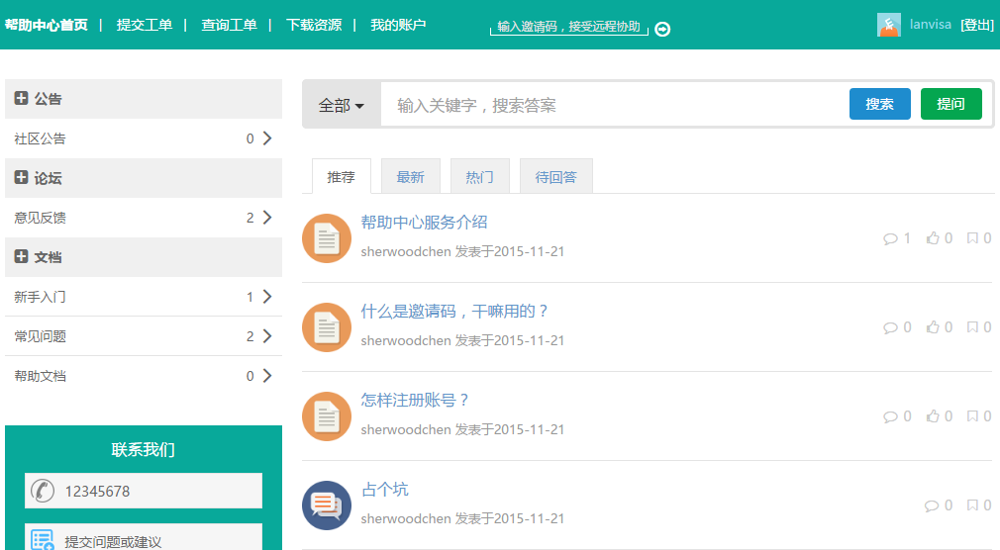 帮助中心首页 | 提交工单 | 查询工单 | 下载资源 | 我的账户 输入邀请码，接受远程协助 lanvisa [登出]
公告
社区公告 0
论坛
意见反馈 2
文档
新手入门 1
常见问题 2
帮助文档 0
联系我们
12345678
提交问题或建议
全部 输入关键字，搜索答案 搜索 提问
推荐 最新 热门 待回答
帮助中心服务介绍
sherwoodchen 发表于2015-11-21 1 0 0
什么是邀请码，干嘛用的？
sherwoodchen 发表于2015-11-21 0 0 0
怎样注册账号？
sherwoodchen 发表于2015-11-21 0 0 0
占个坑
sherwoodchen 发表于2015-11-21 0 0